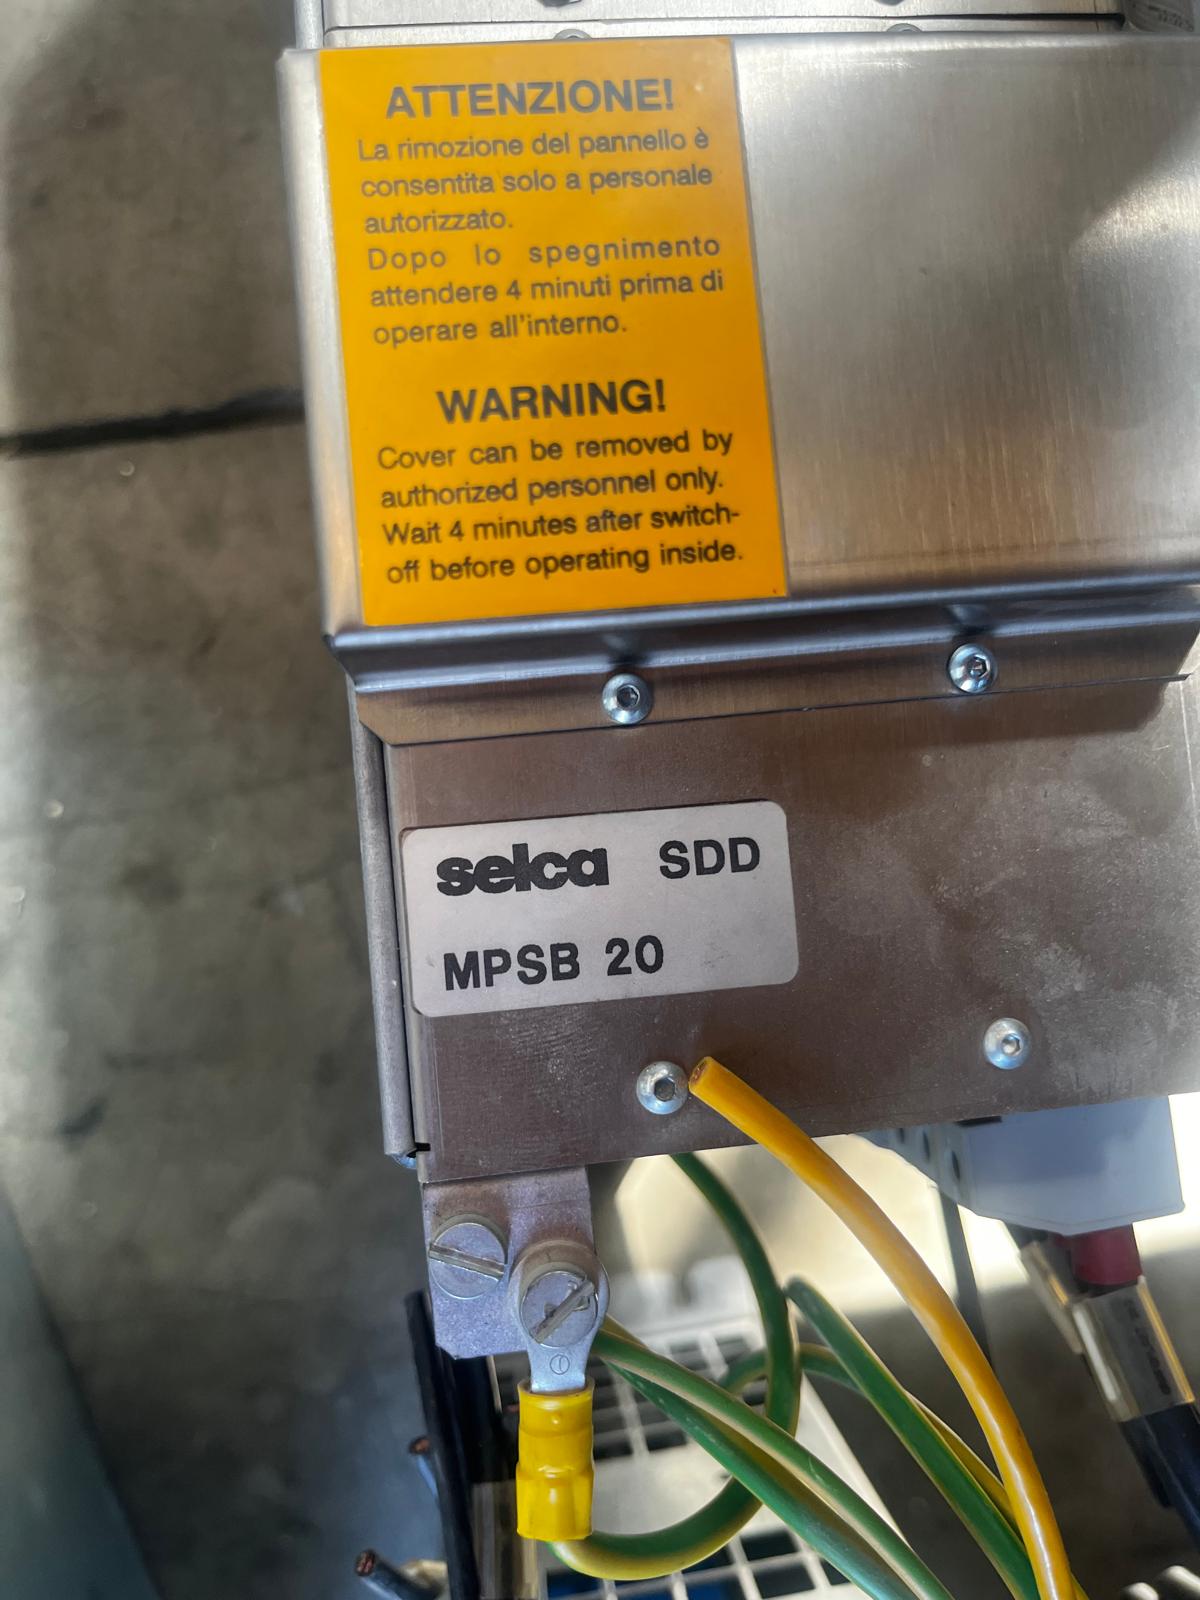 ATTENZIONE!
La rimozione del pannello è
consentita solo a personale
autorizzato.
Dopo lo spegnimento
attendere 4 minuti prima di
operare all'interno.
WARNING!
Cover can be removed by
authorized personnel only.
Wait 4 minutes after switch-
off before operating inside.
selca SDD
MPSB 20